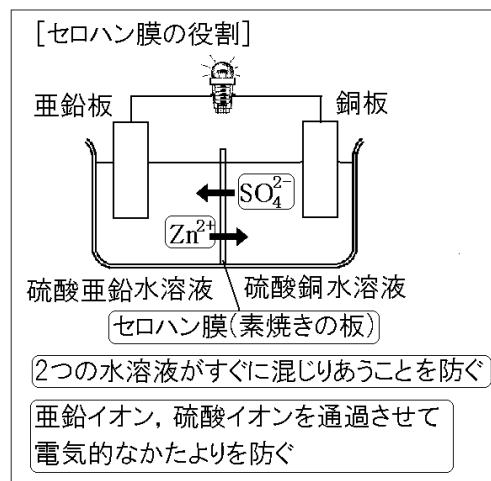 [セロハン膜の役割]
亜鉛板
銅板
SO₄²⁻
Zn²⁺
硫酸亜鉛水溶液 硫酸銅水溶液
セロハン膜(素焼きの板)
2つの水溶液がすぐに混じりあうことを防ぐ
亜鉛イオン，硫酸イオンを通過させて
電気的なかたよりを防ぐ